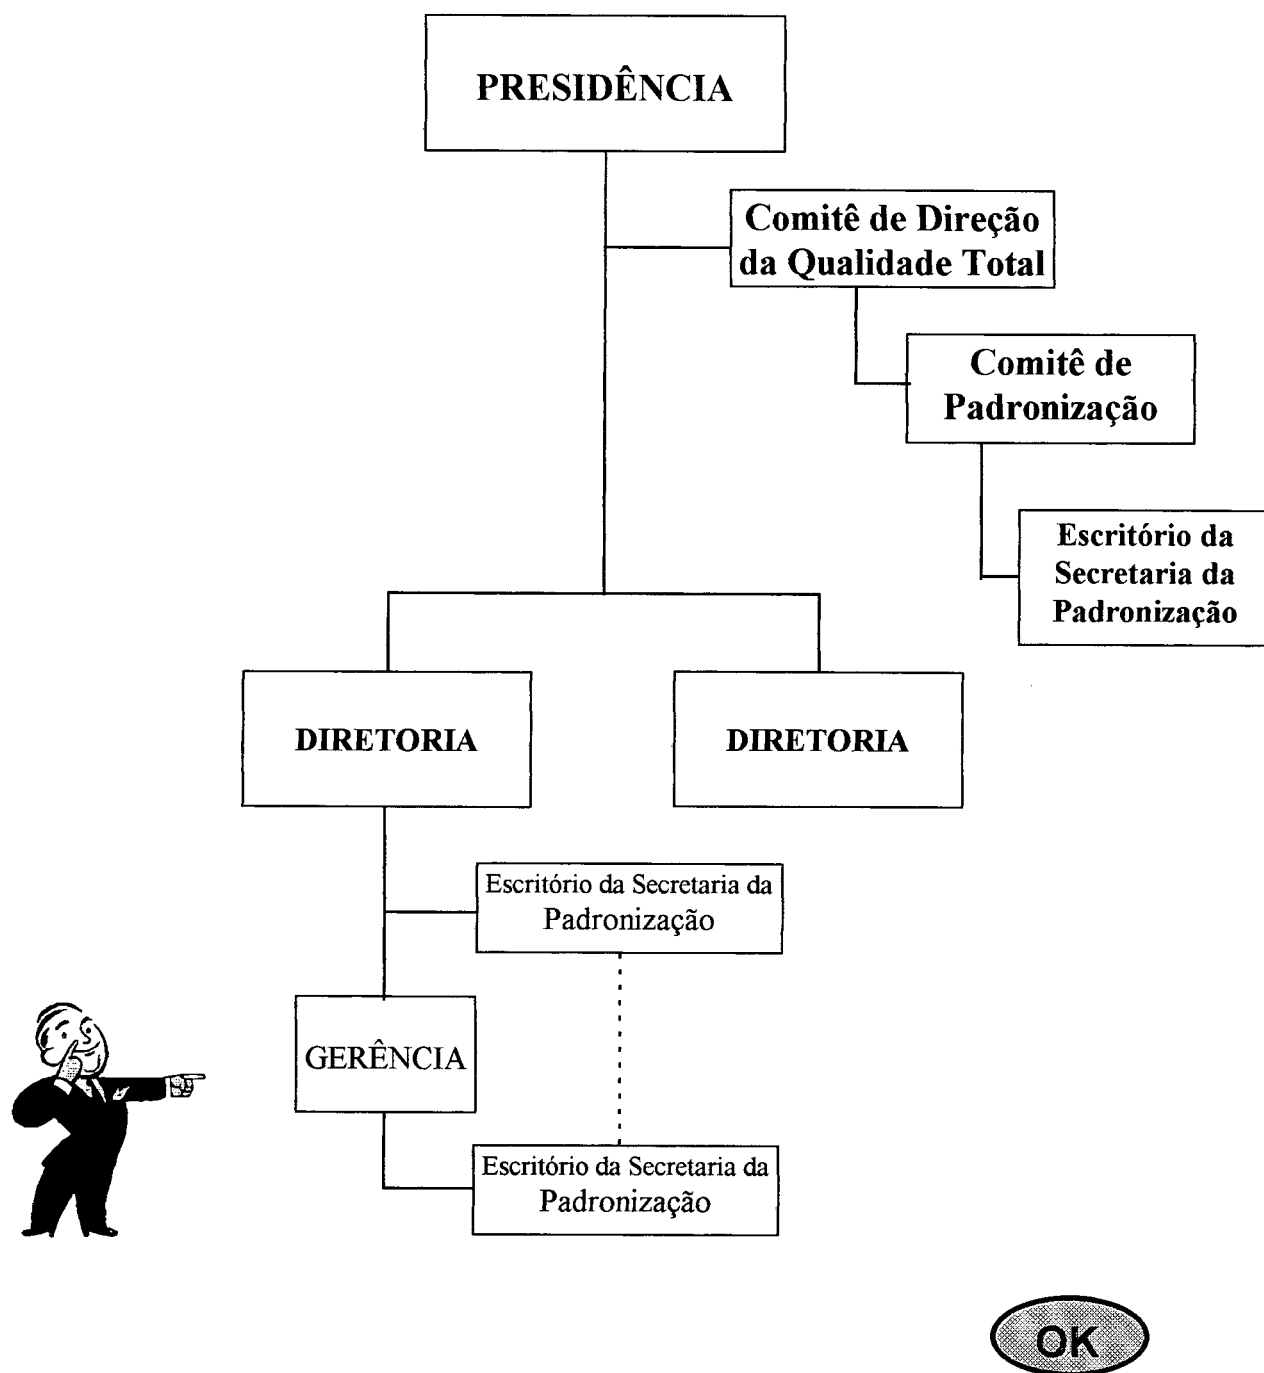 PRESIDÊNCIA
Comitê de Direção
da Qualidade Total
Comitê de
Padronização
Escritório da
Secretaria da
Padronização
DIRETORIA
DIRETORIA
Escritório da Secretaria da
Padronização
GERÊNCIA
Escritório da Secretaria da
Padronização
OK